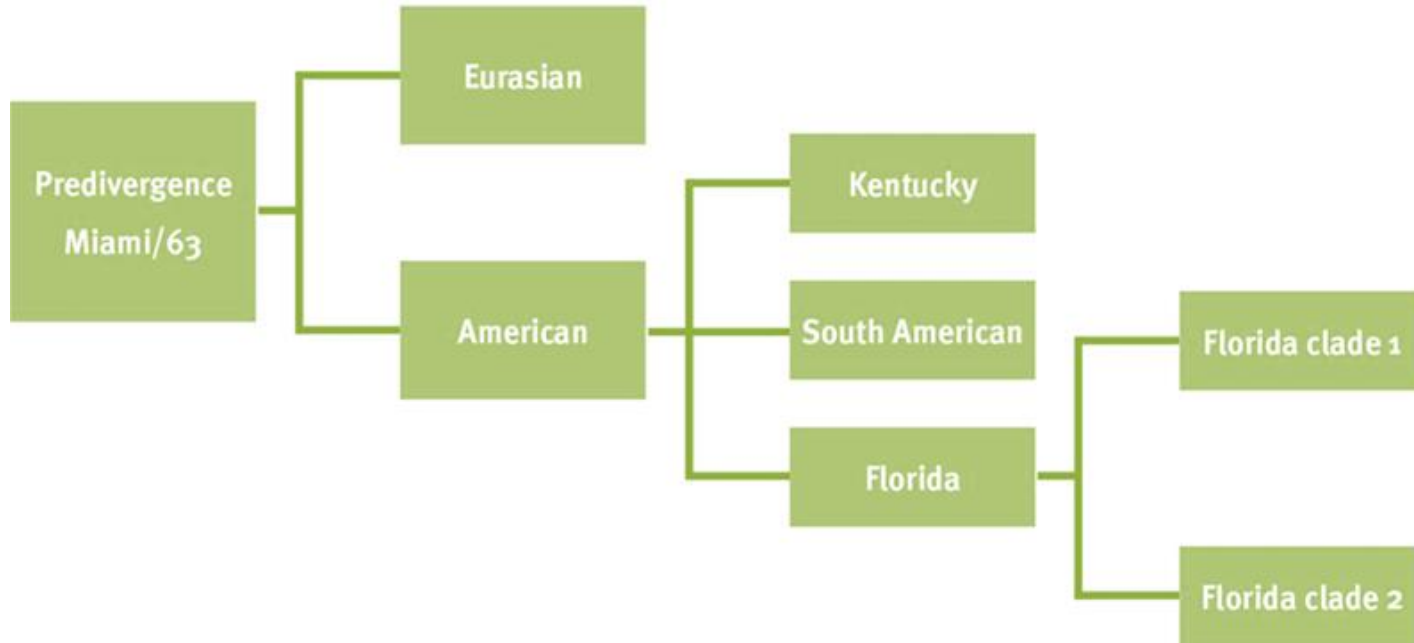 Predivergence
Miami/63
Eurasian
American
Kentucky
South American
Florida
Florida clade 1
Florida clade 2